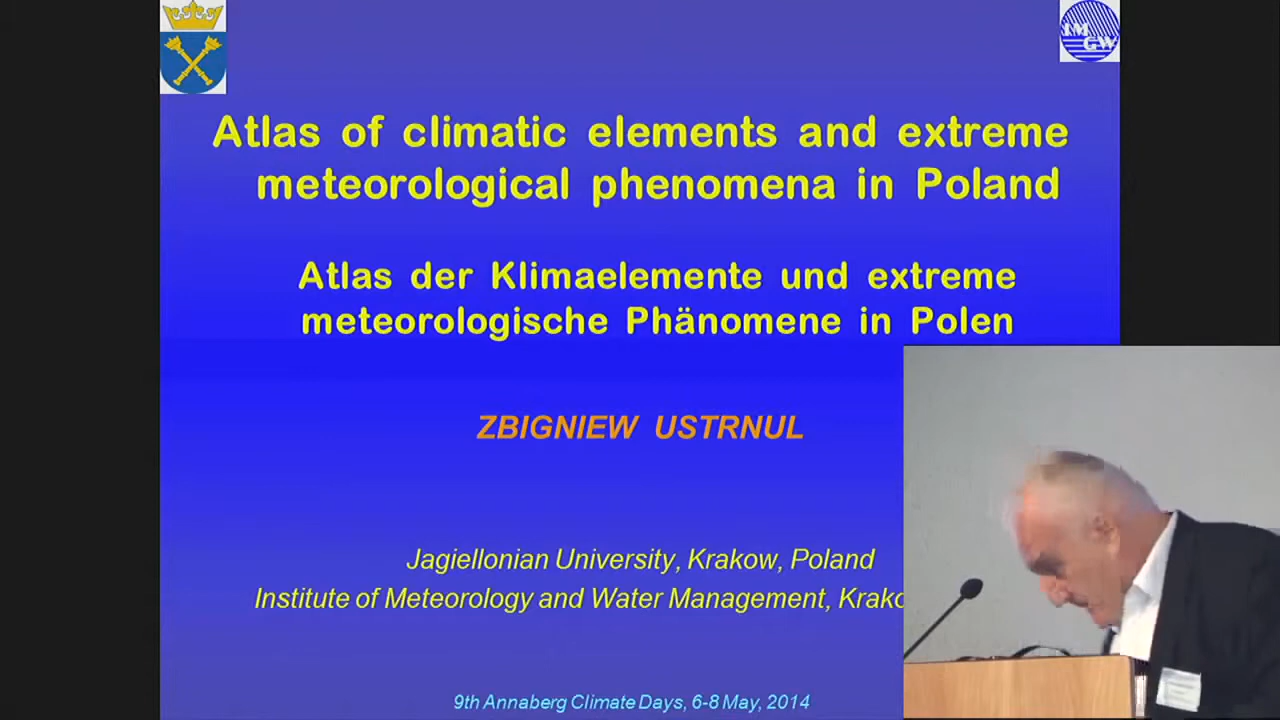 IM
GW
Atlas of climatic elements and extreme
meteorological phenomena in Poland
Atlas der Klimaelemente und extreme
meteorologische Phänomene in Polen
ZBIGNIEW USTRNUL
Jagiellonian University, Krakow, Poland
Institute of Meteorology and Water Management,
9th Annaberg Climate Days, 6-8 May, 2014